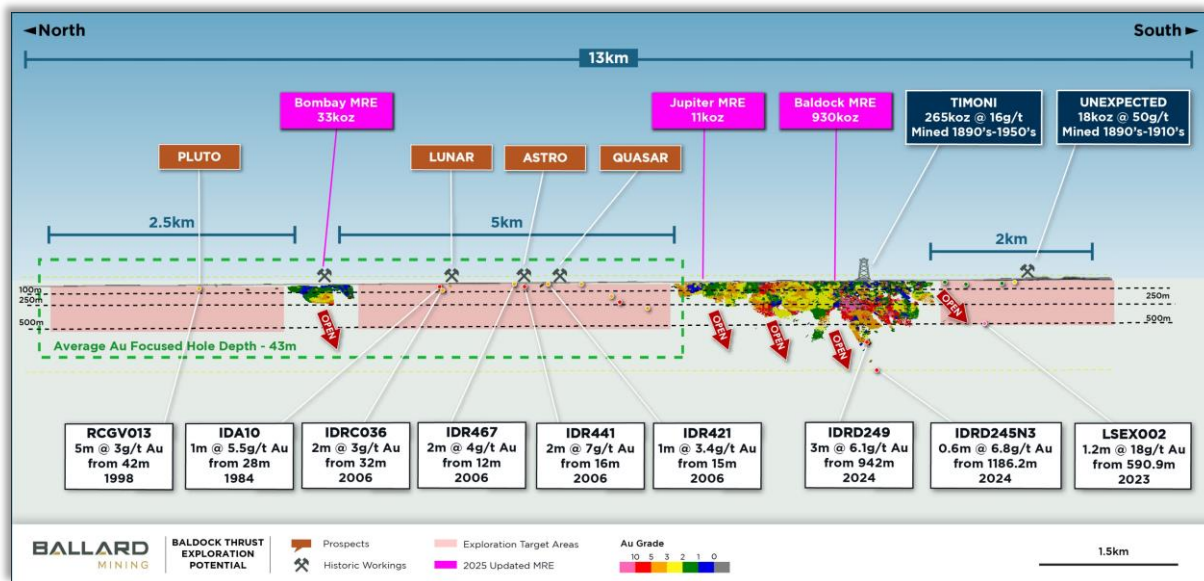 ◄North
South►
13km
Bombay MRE
33koz
Jupiter MRE
11koz
Baldock MRE
930koz
TIMONI
265koz @ 16g/t
Mined 1890's-1950's
UNEXPECTED
18koz @ 50g/t
Mined 1890's-1910's
PLUTO
LUNAR
ASTRO
QUASAR
2.5km
5km
2km
100m
250m
500m
250m
500m
OPEN
OPEN
OPEN
OPEN
OPEN
Average Au Focused Hole Depth - 43m
RCGV013
5m @ 3g/t Au
from 42m
1998
IDA10
1m @ 5.5g/t Au
from 28m
1984
IDRC036
2m @ 3g/t Au
from 32m
2006
IDR467
2m @ 4g/t Au
from 12m
2006
IDR441
2m @ 7g/t Au
from 16m
2006
IDR421
1m @ 3.4g/t Au
from 15m
2006
IDRD249
3m @ 6.1g/t Au
from 942m
2024
IDRD245N3
0.6m @ 6.8g/t Au
from 1186.2m
2024
LSEX002
1.2m @ 18g/t Au
from 590.9m
2023
BALLARD
MINING
BALDOCK THRUST
EXPLORATION
POTENTIAL
Prospects
Historic Workings
Exploration Target Areas
2025 Updated MRE
Au Grade
10 5 3 2 1 0
1.5km